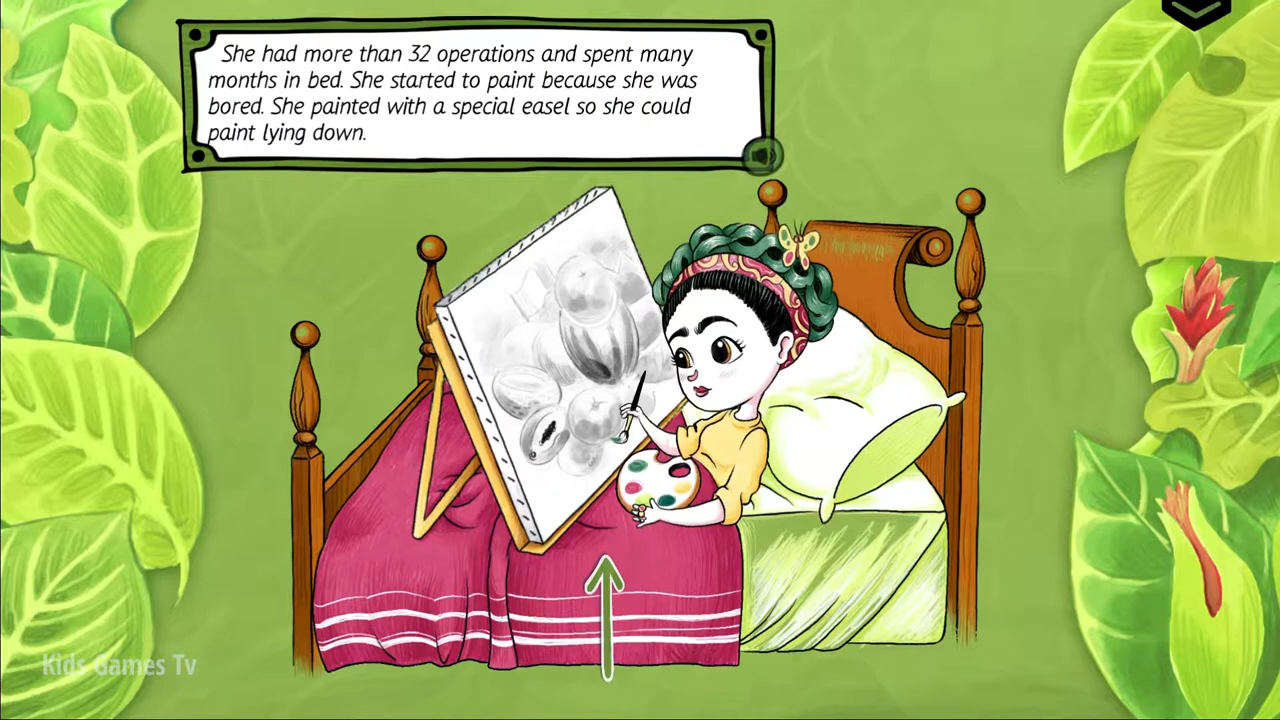 She had more than 32 operations and spent many
months in bed. She started to paint because she was
bored. She painted with a special easel so she could
paint lying down.
Kids Games Tv